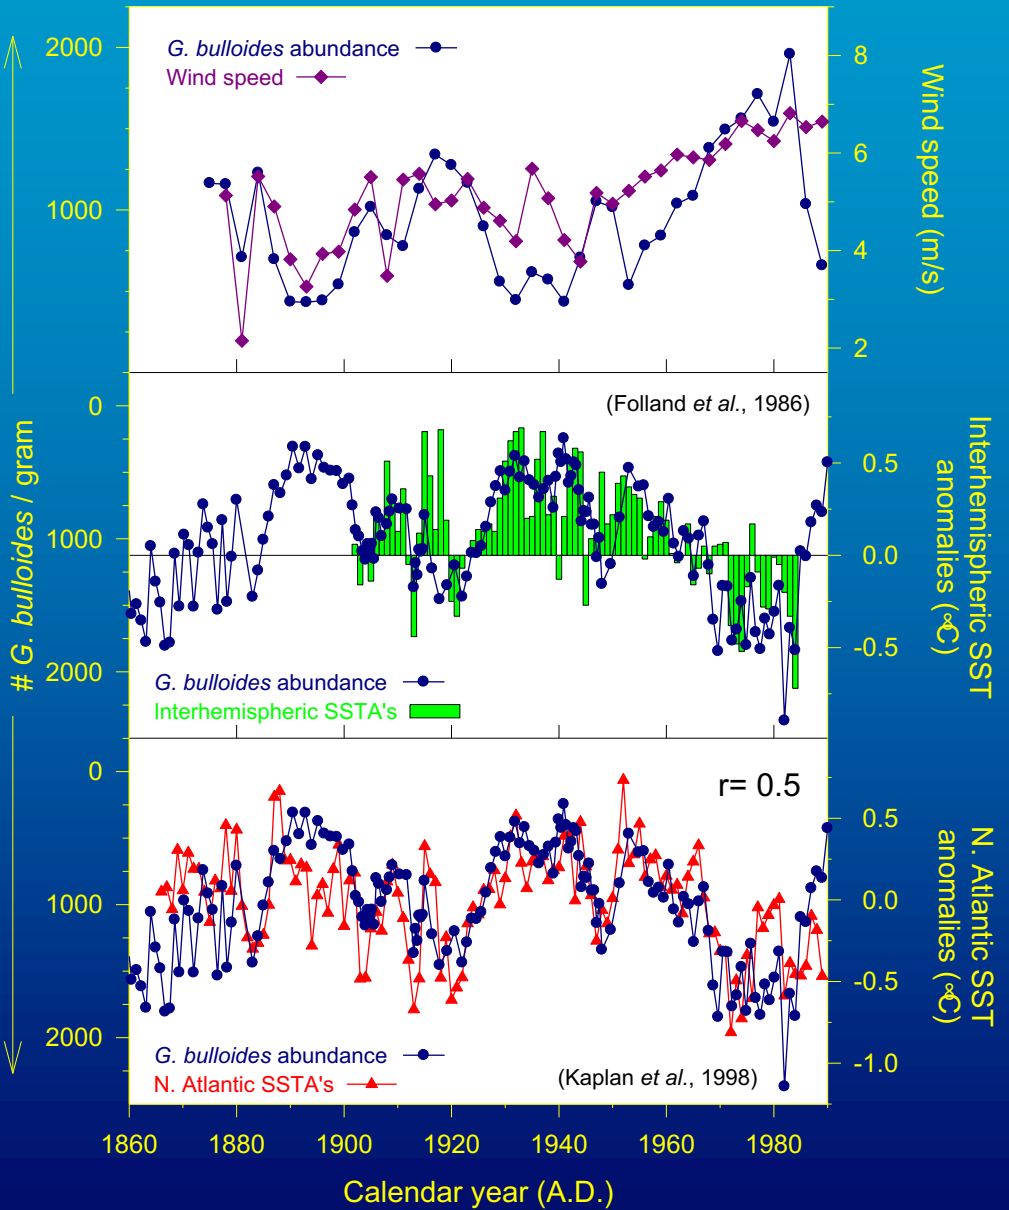 G. bulloides abundance
Wind speed
2000
1000
8
6
4
2
Wind speed (m/s)
# G. bulloides / gram
(Folland et al., 1986)
0
1000
2000
0.5
0.0
-0.5
Interhemispheric SST
anomalies (°C)
G. bulloides abundance
Interhemispheric SSTA's
r= 0.5
0
1000
2000
0.5
0.0
-0.5
-1.0
N. Atlantic SST
anomalies (°C)
G. bulloides abundance
N. Atlantic SSTA's
(Kaplan et al., 1998)
1860 1880 1900 1920 1940 1960 1980
Calendar year (A.D.)